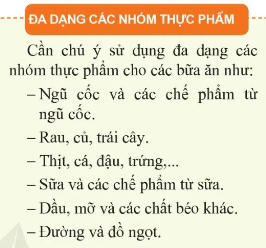 ĐA DẠNG CÁC NHÓM THỰC PHẨM
Cần chú ý sử dụng đa dạng các
nhóm thực phẩm cho các bữa ăn như:
– Ngũ cốc và các chế phẩm từ
ngũ cốc.
– Rau, củ, trái cây.
– Thịt, cá, đậu, trứng,...
– Sữa và các chế phẩm từ sữa.
– Dầu, mỡ và các chất béo khác.
– Đường và đồ ngọt.